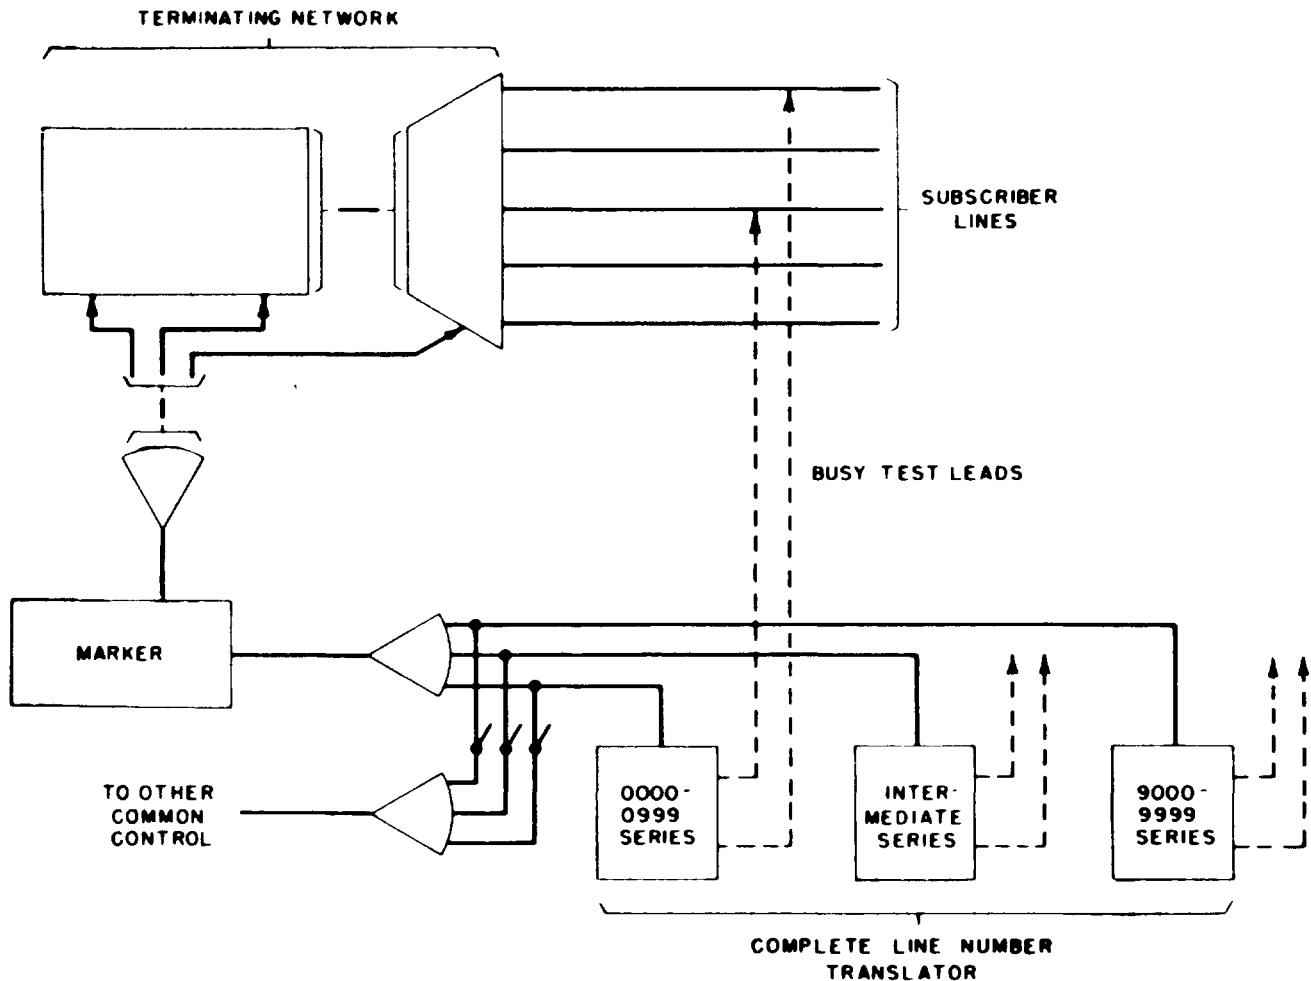 TERMINATING NETWORK
SUBSCRIBER
LINES
BUSY TEST LEADS
MARKER
TO OTHER
COMMON
CONTROL
0000-
0999
SERIES
INTER-
MEDIATE
SERIES
9000-
9999
SERIES
COMPLETE LINE NUMBER
TRANSLATOR